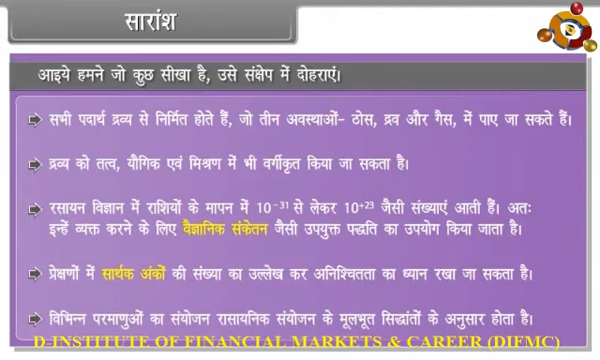 सारांश
आइये हमने जो कुछ सीखा है, उसे संक्षेप में दोहराएं।
सभी पदार्थ द्रव्य से निर्मित होते हैं, जो तीन अवस्थाओं- ठोस, द्रव और गैस, में पाए जा सकते हैं।
द्रव्य को तत्व, यौगिक एवं मिश्रण में भी वर्गीकृत किया जा सकता है।
रसायन विज्ञान में राशियों के मापन में 10⁻³¹ से लेकर 10⁺²³ जैसी संख्याएं आती हैं। अतः
इन्हें व्यक्त करने के लिए वैज्ञानिक संकेतन जैसी उपयुक्त पद्धति का उपयोग किया जाता है।
प्रेक्षणों में सार्थक अंकों की संख्या का उल्लेख कर अनिश्चितता का ध्यान रखा जा सकता है।
विभिन्न परमाणुओं का संयोजन रासायनिक संयोजन के मूलभूत सिद्धांतों के अनुसार होता है।
D-INSTITUTE OF FINANCIAL MARKETS & CAREER (DIFMC)